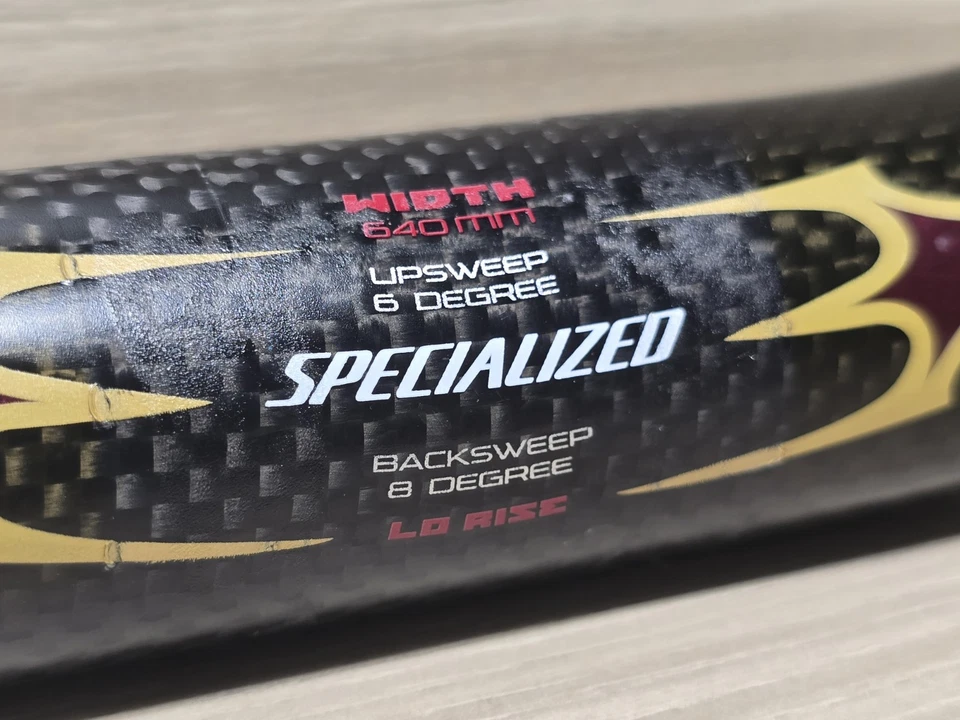 WIDTH
640 mm
UPSWEEP
6 DEGREE
SPECIALIZED
BACKSWEEP
8 DEGREE
LO RISE